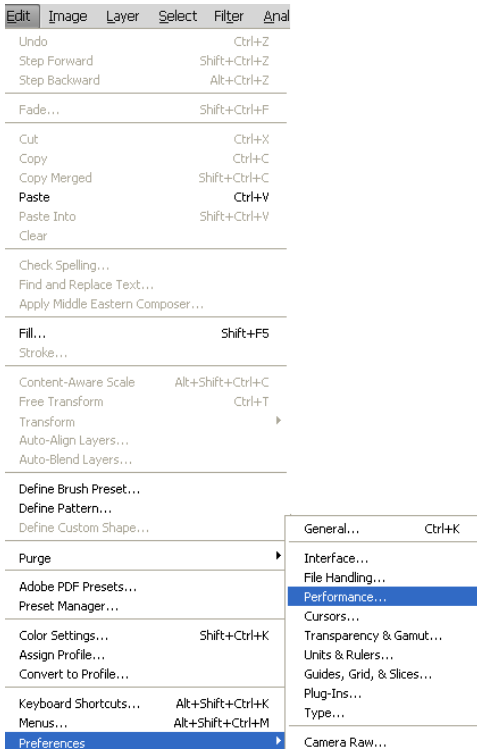 Edit Image Layer Select Filter Anal
Undo Ctrl+Z
Step Forward Shift+Ctrl+Z
Step Backward Alt+Ctrl+Z
Fade... Shift+Ctrl+F
Cut Ctrl+X
Copy Ctrl+C
Copy Merged Shift+Ctrl+C
Paste Ctrl+V
Paste Into Shift+Ctrl+V
Clear
Check Spelling...
Find and Replace Text...
Apply Middle Eastern Composer...
Fill... Shift+F5
Stroke...
Content-Aware Scale Alt+Shift+Ctrl+C
Free Transform Ctrl+T
Transform
Auto-Align Layers...
Auto-Blend Layers...
Define Brush Preset...
Define Pattern...
Define Custom Shape...
Purge
Adobe PDF Presets...
Preset Manager...
Color Settings... Shift+Ctrl+K
Assign Profile...
Convert to Profile...
Keyboard Shortcuts... Alt+Shift+Ctrl+K
Menus... Alt+Shift+Ctrl+M
Preferences
General... Ctrl+K
Interface...
File Handling...
Performance...
Cursors...
Transparency & Gamut...
Units & Rulers...
Guides, Grid, & Slices...
Plug-Ins...
Type...
Camera Raw...